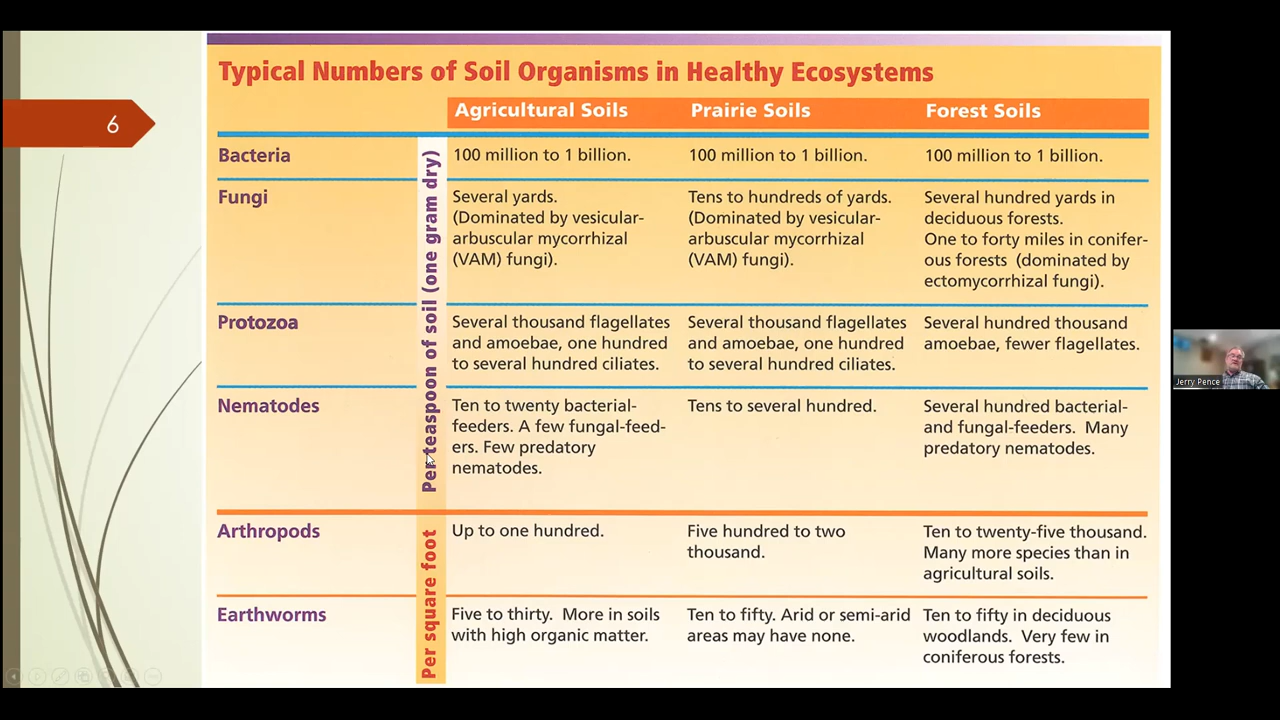 6
Typical Numbers of Soil Organisms in Healthy Ecosystems
Agricultural Soils
Prairie Soils
Forest Soils
Per teaspoon of soil (one gram dry)
Bacteria
100 million to 1 billion.
100 million to 1 billion.
100 million to 1 billion.
Fungi
Several yards.
(Dominated by vesicular-
arbuscular mycorrhizal
(VAM) fungi).
Tens to hundreds of yards.
(Dominated by vesicular-
arbuscular mycorrhizal
(VAM) fungi).
Several hundred yards in
deciduous forests.
One to forty miles in conifer-
ous forests (dominated by
ectomycorrhizal fungi).
Protozoa
Several thousand flagellates
and amoebae, one hundred
to several hundred ciliates.
Several thousand flagellates
and amoebae, one hundred
to several hundred ciliates.
Several hundred thousand
amoebae, fewer flagellates.
Nematodes
Ten to twenty bacterial-
feeders. A few fungal-feed-
ers. Few predatory
nematodes.
Tens to several hundred.
Several hundred bacterial-
and fungal-feeders. Many
predatory nematodes.
Per square foot
Arthropods
Up to one hundred.
Five hundred to two
thousand.
Ten to twenty-five thousand.
Many more species than in
agricultural soils.
Earthworms
Five to thirty. More in soils
with high organic matter.
Ten to fifty. Arid or semi-arid
areas may have none.
Ten to fifty in deciduous
woodlands. Very few in
coniferous forests.
Jerry Pence